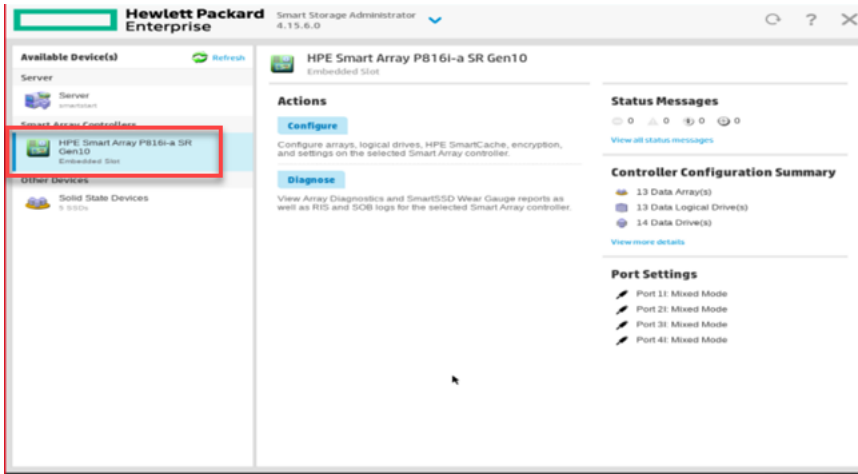 Hewlett Packard
Enterprise
Smart Storage Administrator
4.15.6.0
?
Available Device(s)
Refresh
Server
Server
smartstart
Smart Array Controllers
HPE Smart Array P816i-a SR
Gen10
Embedded Slot
Other Devices
Solid State Devices
9 SSDs
HPE Smart Array P816i-a SR Gen10
Embedded Slot
Actions
Configure
Configure arrays, logical drives, HPE SmartCache, encryption,
and settings on the selected Smart Array controller.
Diagnose
View Array Diagnostics and SmartSSD Wear Gauge reports as
well as RIS and SOB logs for the selected Smart Array controller.
Status Messages
0 0 0 0
View all status messages
Controller Configuration Summary
13 Data Array(s)
13 Data Logical Drive(s)
14 Data Drive(s)
View more details
Port Settings
Port 1I: Mixed Mode
Port 2I: Mixed Mode
Port 3I: Mixed Mode
Port 4I: Mixed Mode